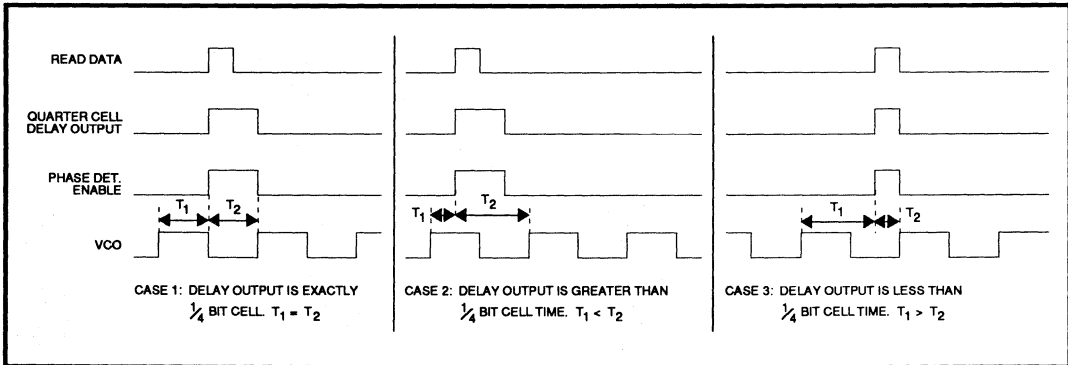 READ DATA
QUARTER CELL
DELAY OUTPUT
PHASE DET.
ENABLE
VCO
T1
T2
T1
T2
T1
T2
CASE 1: DELAY OUTPUT IS EXACTLY
1/4 BIT CELL. T1 = T2
CASE 2: DELAY OUTPUT IS GREATER THAN
1/4 BIT CELL TIME. T1 < T2
CASE 3: DELAY OUTPUT IS LESS THAN
1/4 BIT CELL TIME. T1 > T2